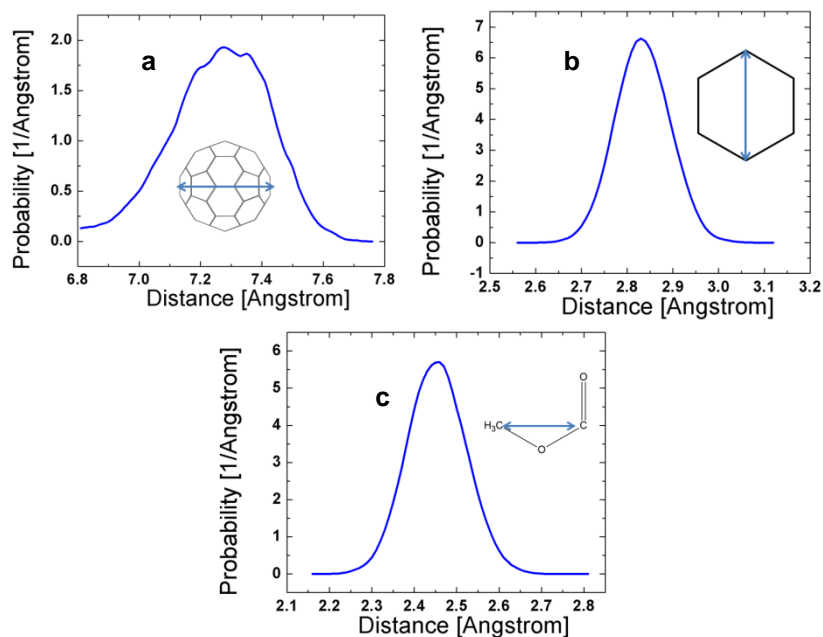 a
Probability [1/Angstrom]
2.0
1.5
1.0
0.5
0.0
6.8 7.0 7.2 7.4 7.6 7.8
Distance [Angstrom]
b
Probability [1/Angstrom]
7
6
5
4
3
2
1
0
-1
2.5 2.6 2.7 2.8 2.9 3.0 3.1 3.2
Distance [Angstrom]
c
Probability [1/Angstrom]
6
5
4
3
2
1
0
O
H₃C C
O
2.1 2.2 2.3 2.4 2.5 2.6 2.7 2.8
Distance [Angstrom]